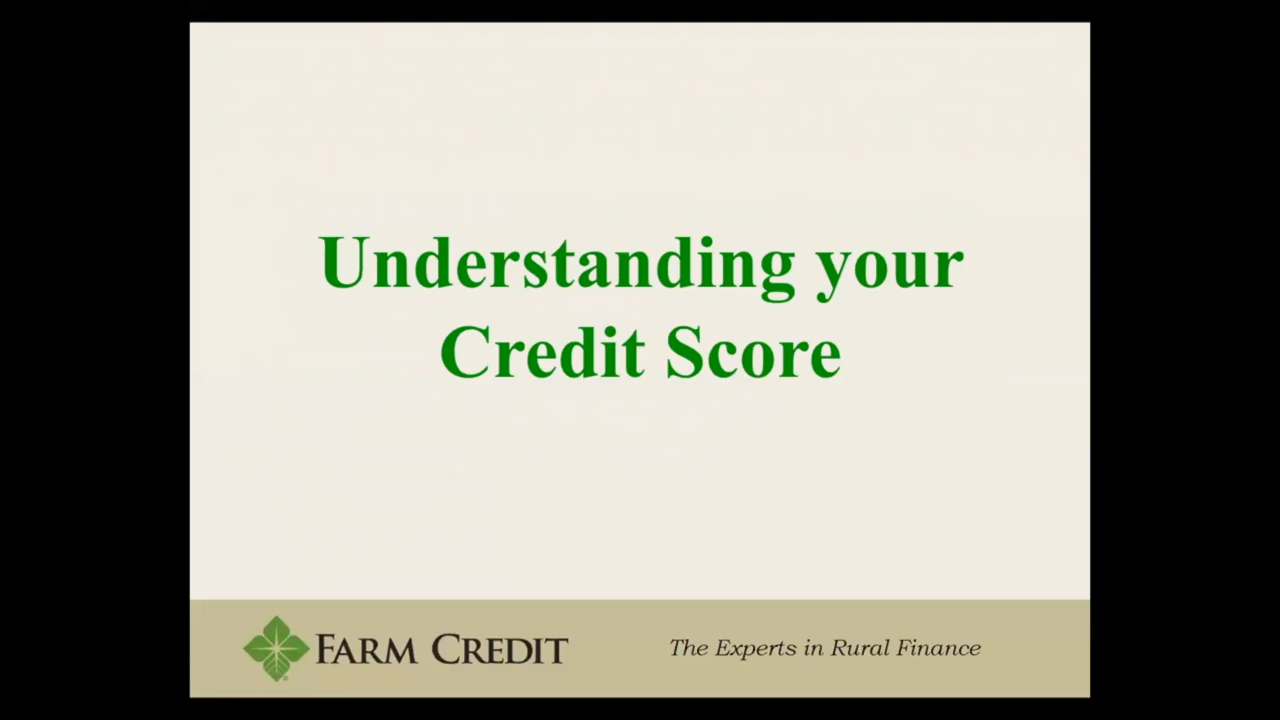 Understanding your
Credit Score
FARM CREDIT
The Experts in Rural Finance